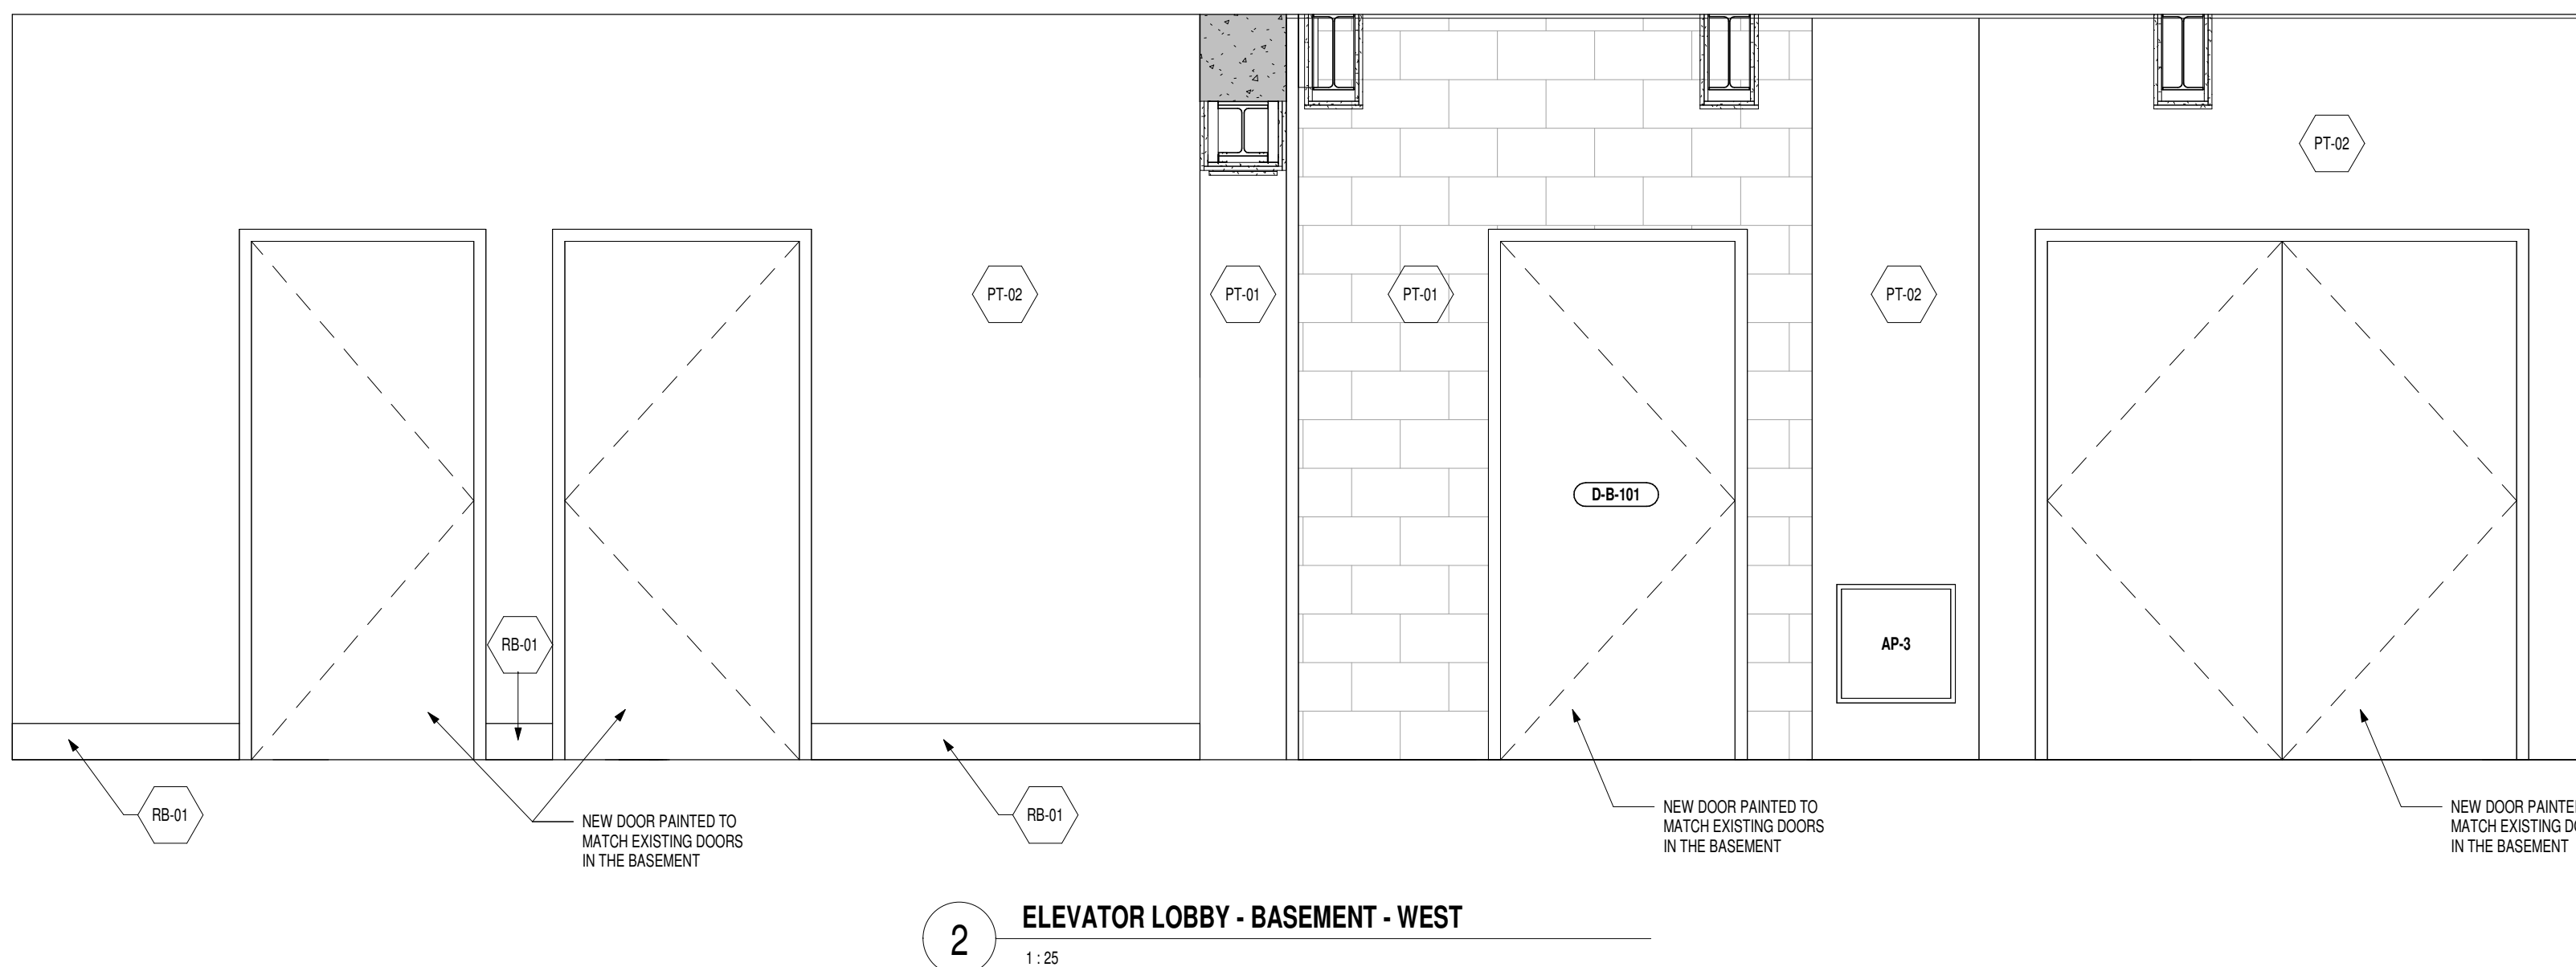 PT-02
PT-02
PT-01
PT-01
PT-02
D-B-101
RB-01
AP-3
RB-01
RB-01
NEW DOOR PAINTED TO
MATCH EXISTING DOORS
IN THE BASEMENT
NEW DOOR PAINTED TO
MATCH EXISTING DOORS
IN THE BASEMENT
NEW DOOR
MATCH EXISTING
IN THE BASEMENT
2
ELEVATOR LOBBY - BASEMENT - WEST
1 : 25